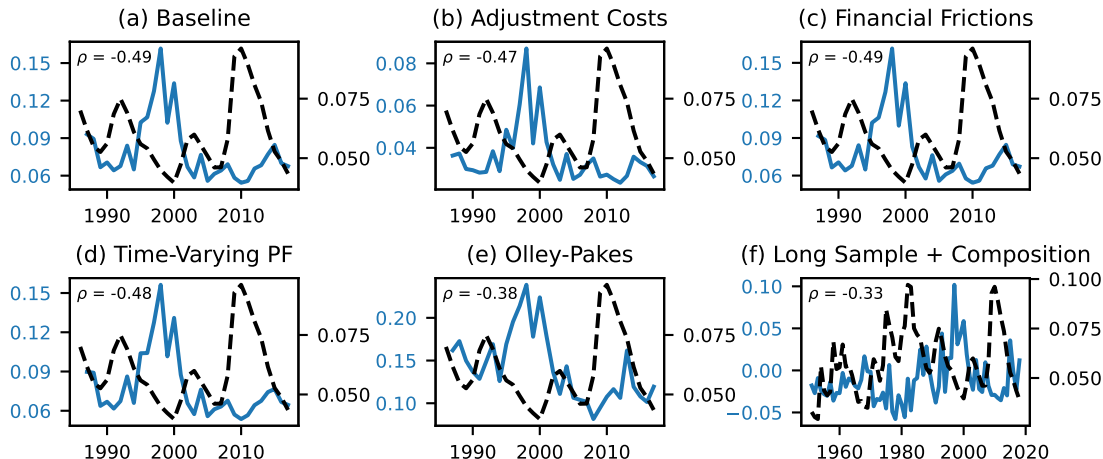 (a) Baseline
ρ = -0.49
0.15
0.12
0.09
0.06
0.075
0.050
1990 2000 2010
(b) Adjustment Costs
ρ = -0.47
0.08
0.06
0.04
0.075
0.050
1990 2000 2010
(c) Financial Frictions
ρ = -0.49
0.15
0.12
0.09
0.06
0.075
0.050
1990 2000 2010
(d) Time-Varying PF
ρ = -0.48
0.15
0.12
0.09
0.06
0.075
0.050
1990 2000 2010
(e) Olley-Pakes
ρ = -0.38
0.20
0.15
0.10
0.075
0.050
1990 2000 2010
(f) Long Sample + Composition
ρ = -0.33
0.10
0.05
0.00
−0.05
0.100
0.075
0.050
1960 1980 2000 2020